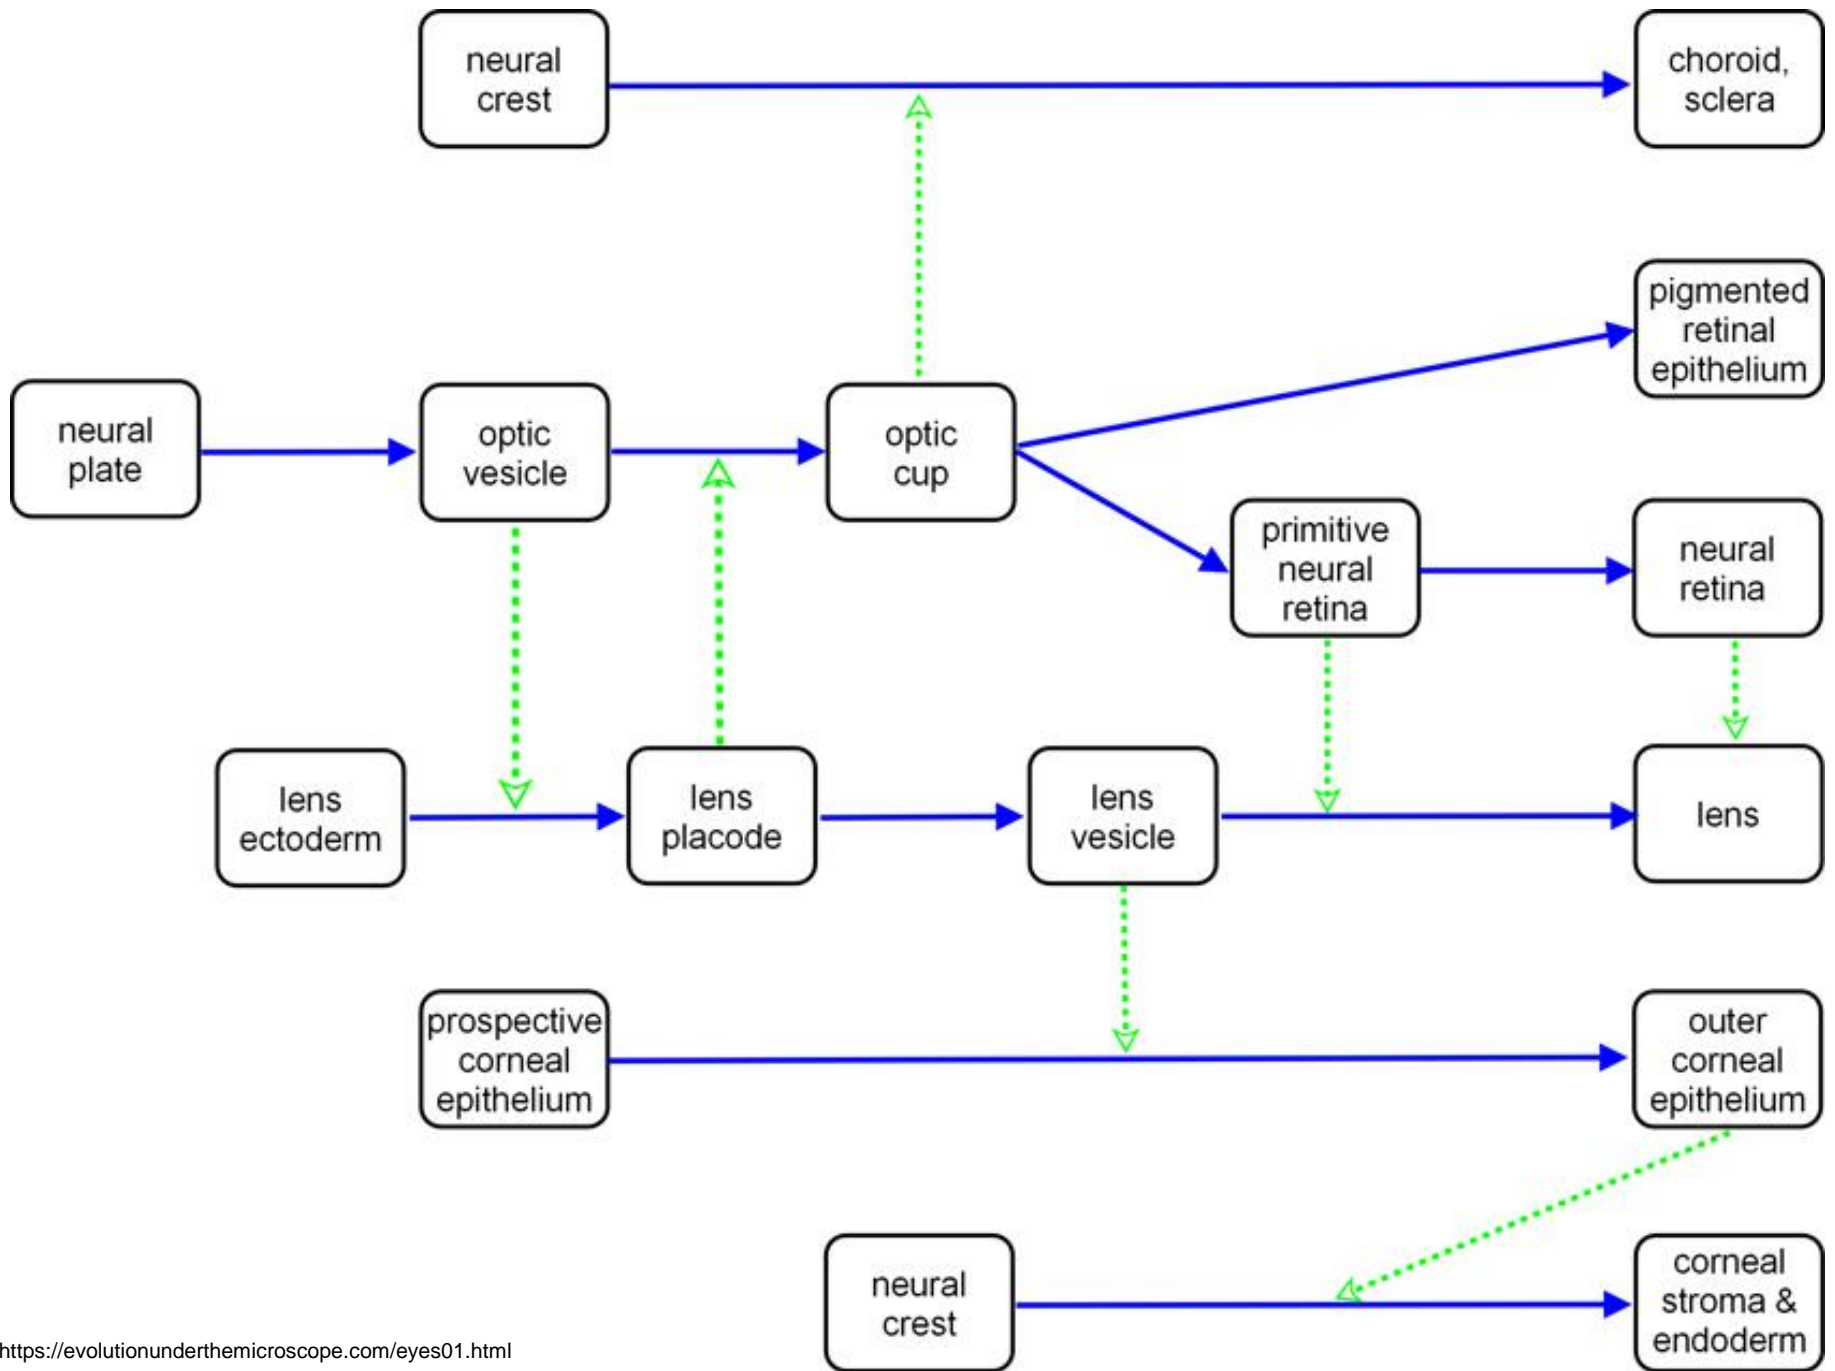 neural
crest
choroid,
sclera
pigmented
retinal
epithelium
neural
plate
optic
vesicle
optic
cup
primitive
neural
retina
neural
retina
lens
ectoderm
lens
placode
lens
vesicle
lens
prospective
corneal
epithelium
outer
corneal
epithelium
neural
crest
corneal
stroma &
endoderm
https://evolutionunderthemicroscope.com/eyes01.html